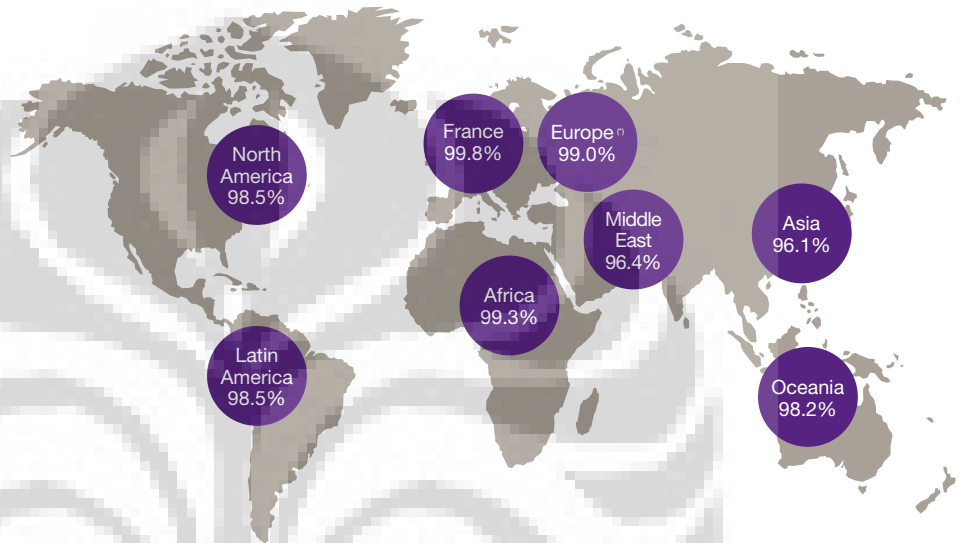 France
99.8%
Europe (*)
99.0%
North
America
98.5%
Middle
East
96.4%
Asia
96.1%
Africa
99.3%
Latin
America
98.5%
Oceania
98.2%